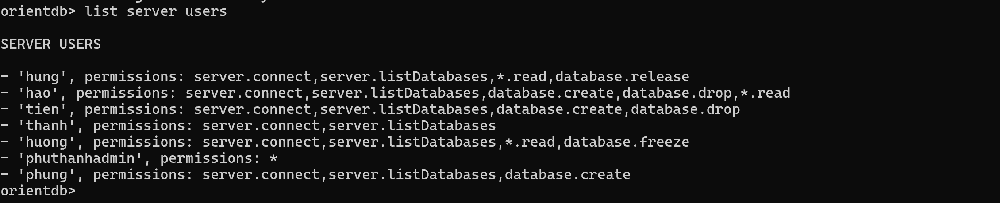 orientdb> list server users
SERVER USERS
- 'hung', permissions: server.connect,server.listDatabases,*.read,database.release
- 'hao', permissions: server.connect,server.listDatabases,database.create,database.drop,*.read
- 'tien', permissions: server.connect,server.listDatabases,database.create,database.drop
- 'thanh', permissions: server.connect,server.listDatabases
- 'huong', permissions: server.connect,server.listDatabases,*.read,database.freeze
- 'phuthanhadmin', permissions: *
- 'phung', permissions: server.connect,server.listDatabases,database.create
orientdb>